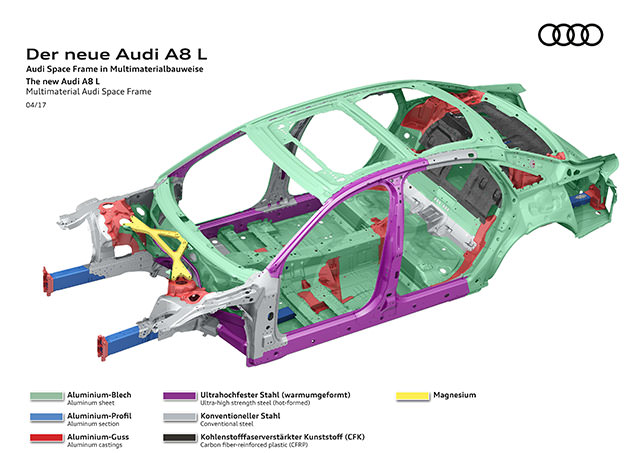 Der neue Audi A8 L
Audi Space Frame in Multimaterialbauweise
The new Audi A8 L
Multimaterial Audi Space Frame
04/17
Aluminium-Blech
Aluminum sheet
Aluminium-Profil
Aluminum section
Aluminium-Guss
Aluminum castings
Ultrahochfester Stahl (warmumgeformt)
Ultra-high strength steel (hot-formed)
Konventioneller Stahl
Conventional steel
Kohlenstofffaserverstärkter Kunststoff (CFK)
Carbon fiber-reinforced plastic (CFRP)
Magnesium